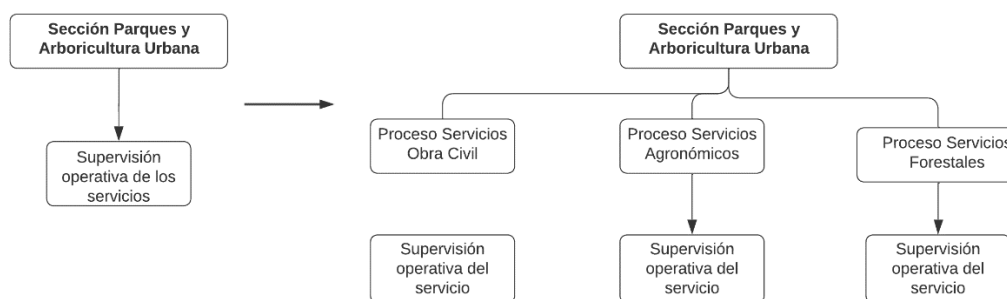 Sección Parques y
Arboricultura Urbana
Supervisión
operativa de los
servicios
Sección Parques y
Arboricultura Urbana
Proceso Servicios
Obra Civil
Proceso Servicios
Agronómicos
Proceso Servicios
Forestales
Supervisión
operativa del
servicio
Supervisión
operativa del
servicio
Supervisión
operativa del
servicio